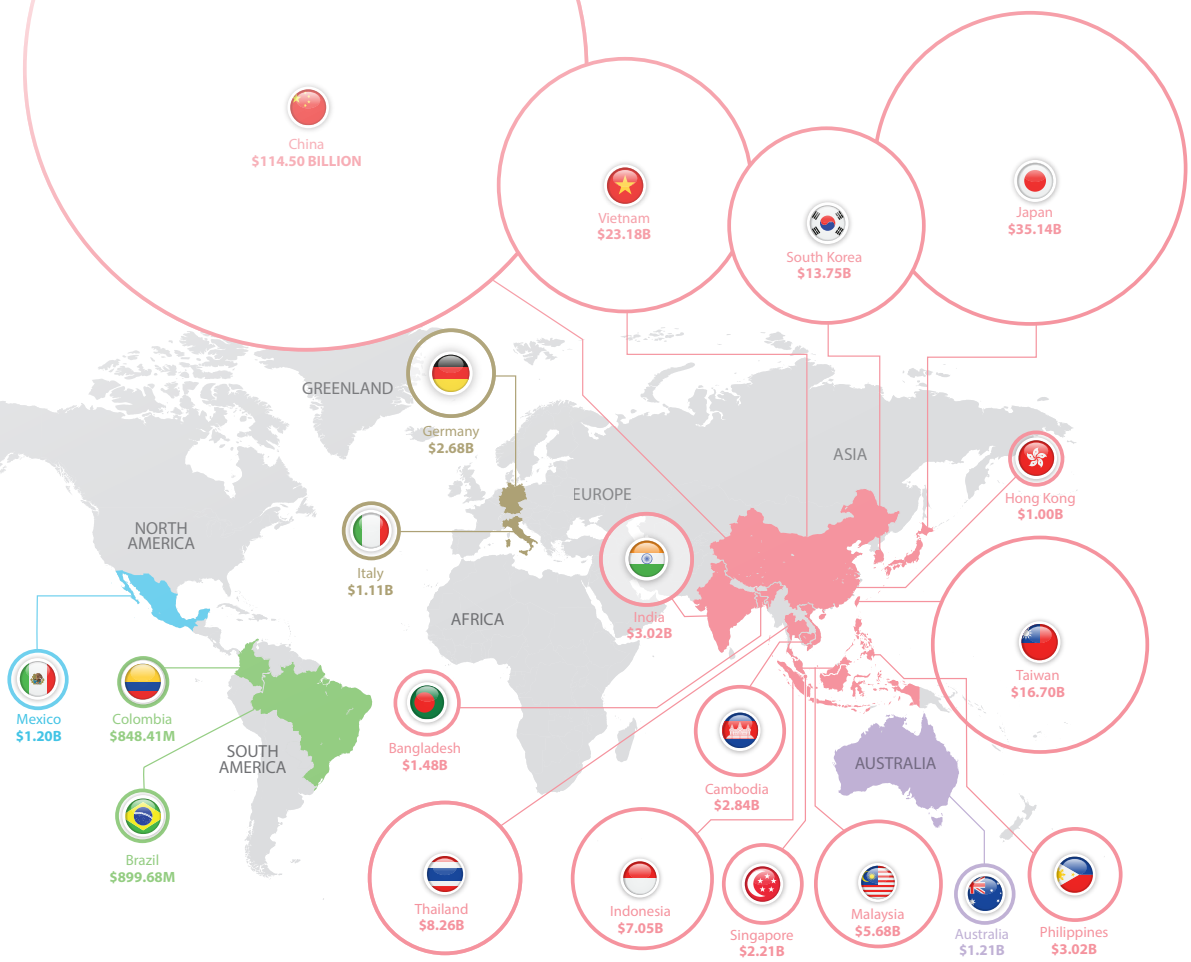 China
$114.50 BILLION
Vietnam
$23.18B
South Korea
$13.75B
Japan
$35.14B
GREENLAND
Germany
$2.68B
ASIA
EUROPE
Hong Kong
$1.00B
NORTH
AMERICA
Italy
$1.11B
India
$3.02B
AFRICA
Taiwan
$16.70B
Mexico
$1.20B
Colombia
$848.41M
Bangladesh
$1.48B
SOUTH
AMERICA
AUSTRALIA
Cambodia
$2.84B
Brazil
$899.68M
Thailand
$8.26B
Indonesia
$7.05B
Singapore
$2.21B
Malaysia
$5.68B
Australia
$1.21B
Philippines
$3.02B